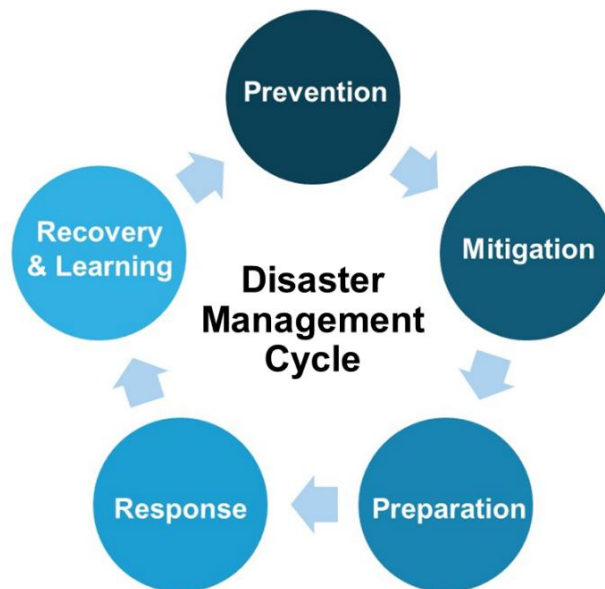 Prevention
Mitigation
Preparation
Response
Recovery
& Learning
Disaster
Management
Cycle